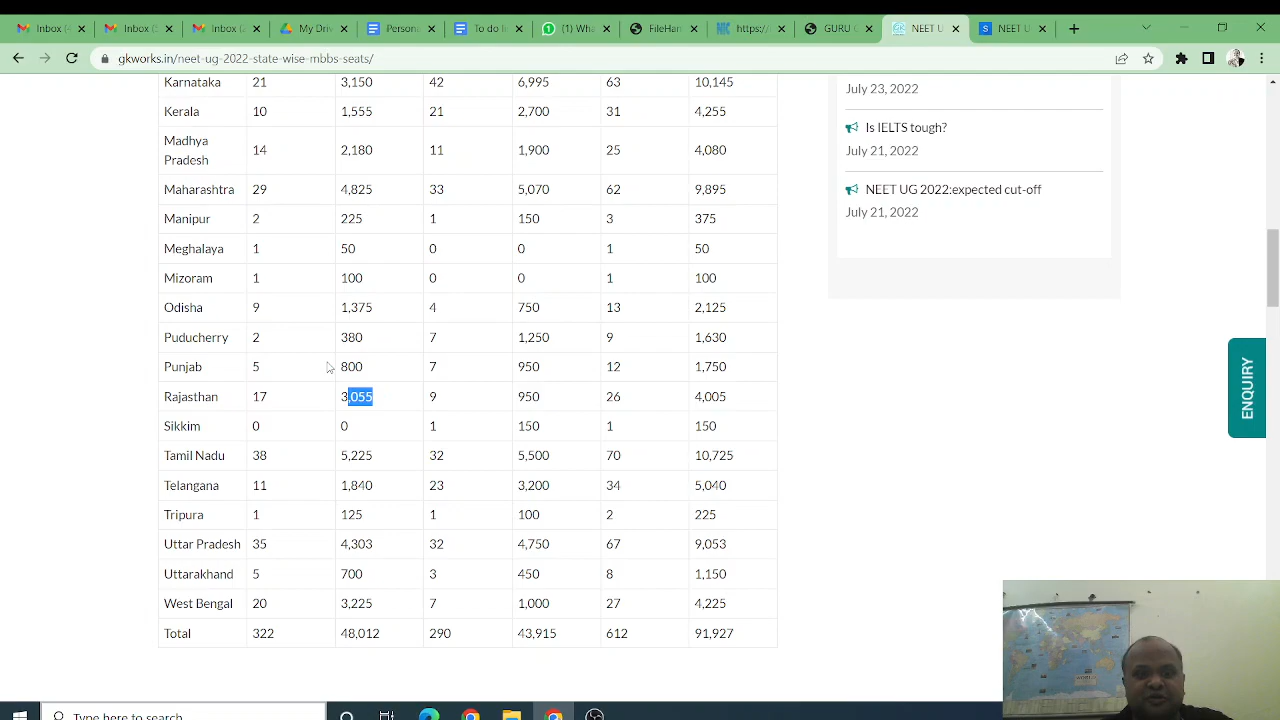 Inbox (
Inbox (
Inbox (
My Driv
Persona
To do li
(1) Wha
FileHan
NIC https://
GURU C
NEET U
S NEET U
gkworks.in/neet-ug-2022-state-wise-mbbs-seats/
Karnataka 21 3,150 42 6,995 63 10,145
Kerala 10 1,555 21 2,700 31 4,255
Madhya Pradesh 14 2,180 11 1,900 25 4,080
Maharashtra 29 4,825 33 5,070 62 9,895
Manipur 2 225 1 150 3 375
Meghalaya 1 50 0 0 1 50
Mizoram 1 100 0 0 1 100
Odisha 9 1,375 4 750 13 2,125
Puducherry 2 380 7 1,250 9 1,630
Punjab 5 800 7 950 12 1,750
Rajasthan 17 3,055 9 950 26 4,005
Sikkim 0 0 1 150 1 150
Tamil Nadu 38 5,225 32 5,500 70 10,725
Telangana 11 1,840 23 3,200 34 5,040
Tripura 1 125 1 100 2 225
Uttar Pradesh 35 4,303 32 4,750 67 9,053
Uttarakhand 5 700 3 450 8 1,150
West Bengal 20 3,225 7 1,000 27 4,225
Total 322 48,012 290 43,915 612 91,927
July 23, 2022
Is IELTS tough?
July 21, 2022
NEET UG 2022:expected cut-off
July 21, 2022
ENQUIRY
Type here to search